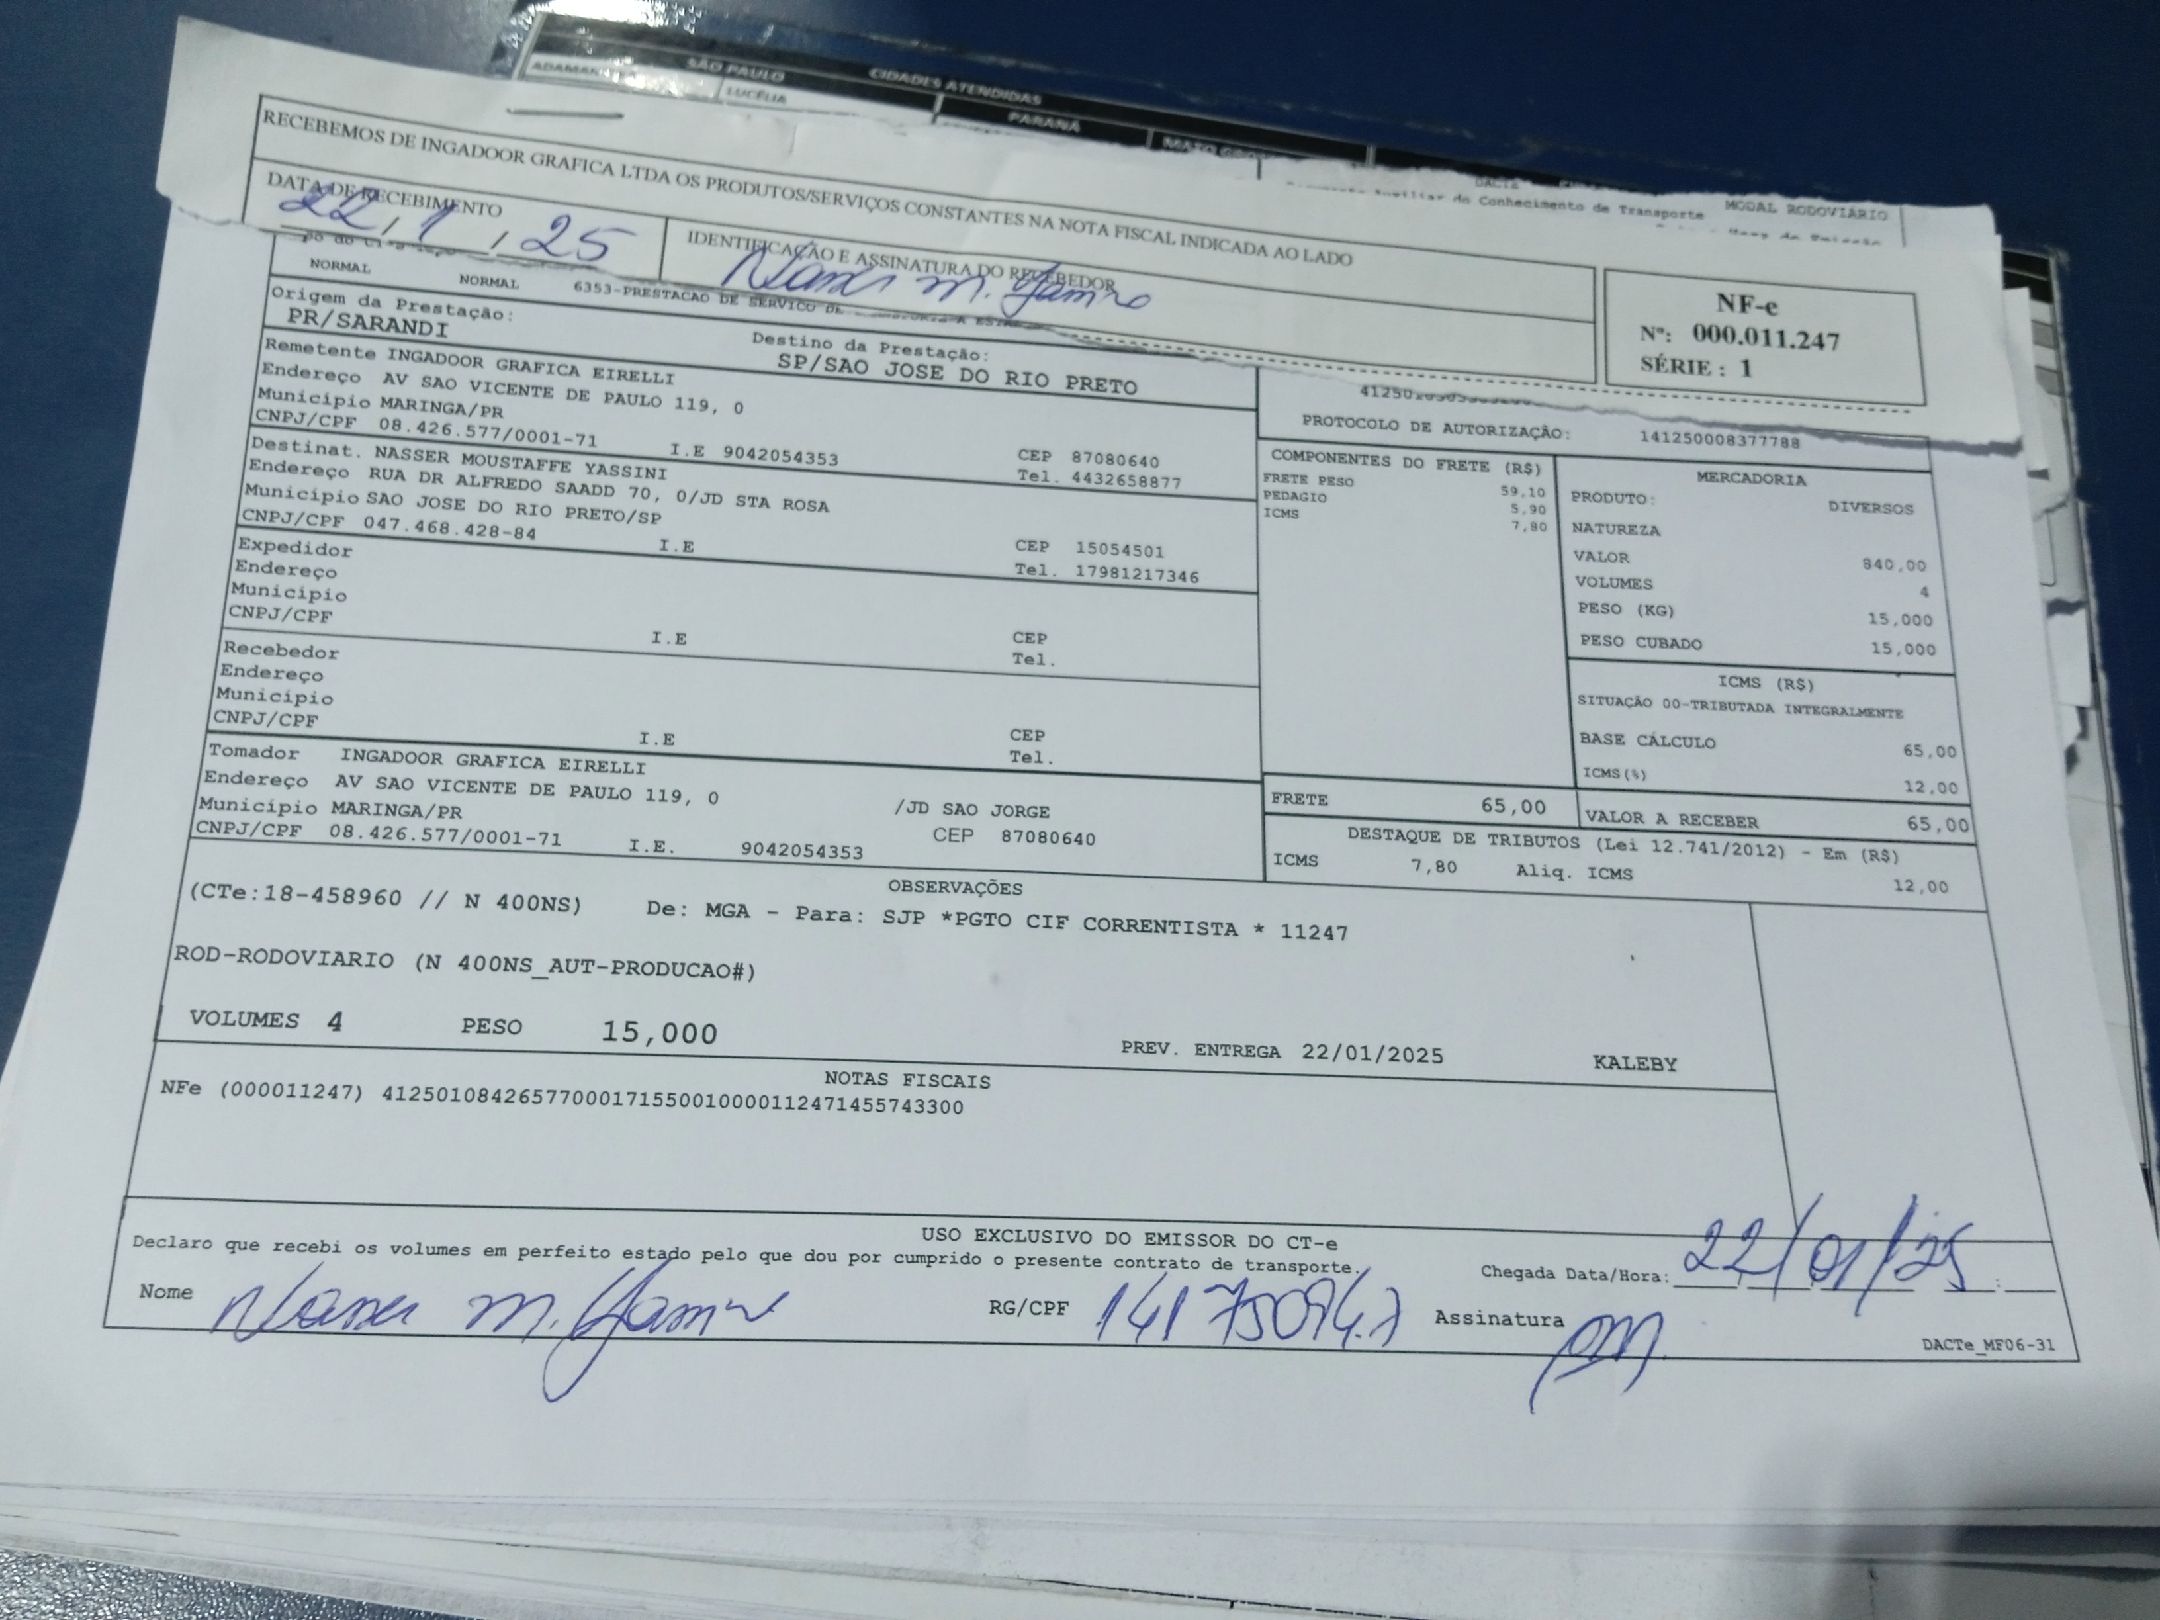 SÃO PAULO
CIDADES ATENDIDAS
LUCÉLIA
PARANÁ
RECEBEMOS DE INGADOOR GRAFICA LTDA OS PRODUTOS/SERVIÇOS CONSTANTES NA NOTA FISCAL INDICADA AO LADO
DATA DE RECEBIMENTO
22/1/25
IDENTIFICAÇÃO E ASSINATURA DO RECEBEDOR
Nasser M. Yassine
NF-e
Nº: 000.011.247
SÉRIE: 1
DACTE
do Conhecimento de Transporte
MODAL RODOVIÁRIO
NORMAL NORMAL 6353-PRESTACAO DE SERVICO DE
Origem da Prestação:
PR/SARANDI
Destino da Prestação:
SP/SAO JOSE DO RIO PRETO
PROTOCOLO DE AUTORIZAÇÃO: 141250008377788
Remetente INGADOOR GRAFICA EIRELLI
Endereço AV SAO VICENTE DE PAULO 119, 0
Município MARINGA/PR CEP 87080640
CNPJ/CPF 08.426.577/0001-71 I.E 9042054353 Tel. 4432658877
Destinat. NASSER MOUSTAFFE YASSINI
Endereço RUA DR ALFREDO SAADD 70, 0/JD STA ROSA
Município SAO JOSE DO RIO PRETO/SP CEP 15054501
CNPJ/CPF 047.468.428-84 I.E Tel. 17981217346
Expedidor
Endereço
Município CEP
CNPJ/CPF I.E Tel.
Recebedor
Endereço
Município CEP
CNPJ/CPF I.E Tel.
Tomador INGADOOR GRAFICA EIRELLI
Endereço AV SAO VICENTE DE PAULO 119, 0 /JD SAO JORGE
Município MARINGA/PR CEP 87080640
CNPJ/CPF 08.426.577/0001-71 I.E. 9042054353
COMPONENTES DO FRETE (R$)
FRETE PESO 59,10
PEDAGIO 5,90
ICMS 7,80
MERCADORIA
PRODUTO: DIVERSOS
NATUREZA
VALOR 840,00
VOLUMES 4
PESO (KG) 15,000
PESO CUBADO 15,000
ICMS (R$)
SITUAÇÃO 00-TRIBUTADA INTEGRALMENTE
BASE CÁLCULO 65,00
ICMS(%) 12,00
FRETE 65,00 VALOR A RECEBER 65,00
DESTAQUE DE TRIBUTOS (Lei 12.741/2012) - Em (R$)
ICMS 7,80 Aliq. ICMS 12,00
OBSERVAÇÕES
(CTe:18-458960 // N 400NS) De: MGA - Para: SJP *PGTO CIF CORRENTISTA * 11247
ROD-RODOVIARIO (N 400NS_AUT-PRODUCAO#)
VOLUMES 4 PESO 15,000 PREV. ENTREGA 22/01/2025 KALEBY
NOTAS FISCAIS
NFe (000011247) 41250108426577000171550010000112471455743300
USO EXCLUSIVO DO EMISSOR DO CT-e
Declaro que recebi os volumes em perfeito estado pelo que dou por cumprido o presente contrato de transporte.
Chegada Data/Hora: 22/01/25 :
Nome Nasser M. Yassine RG/CPF 14175094.7 Assinatura
DACTe_MF06-31